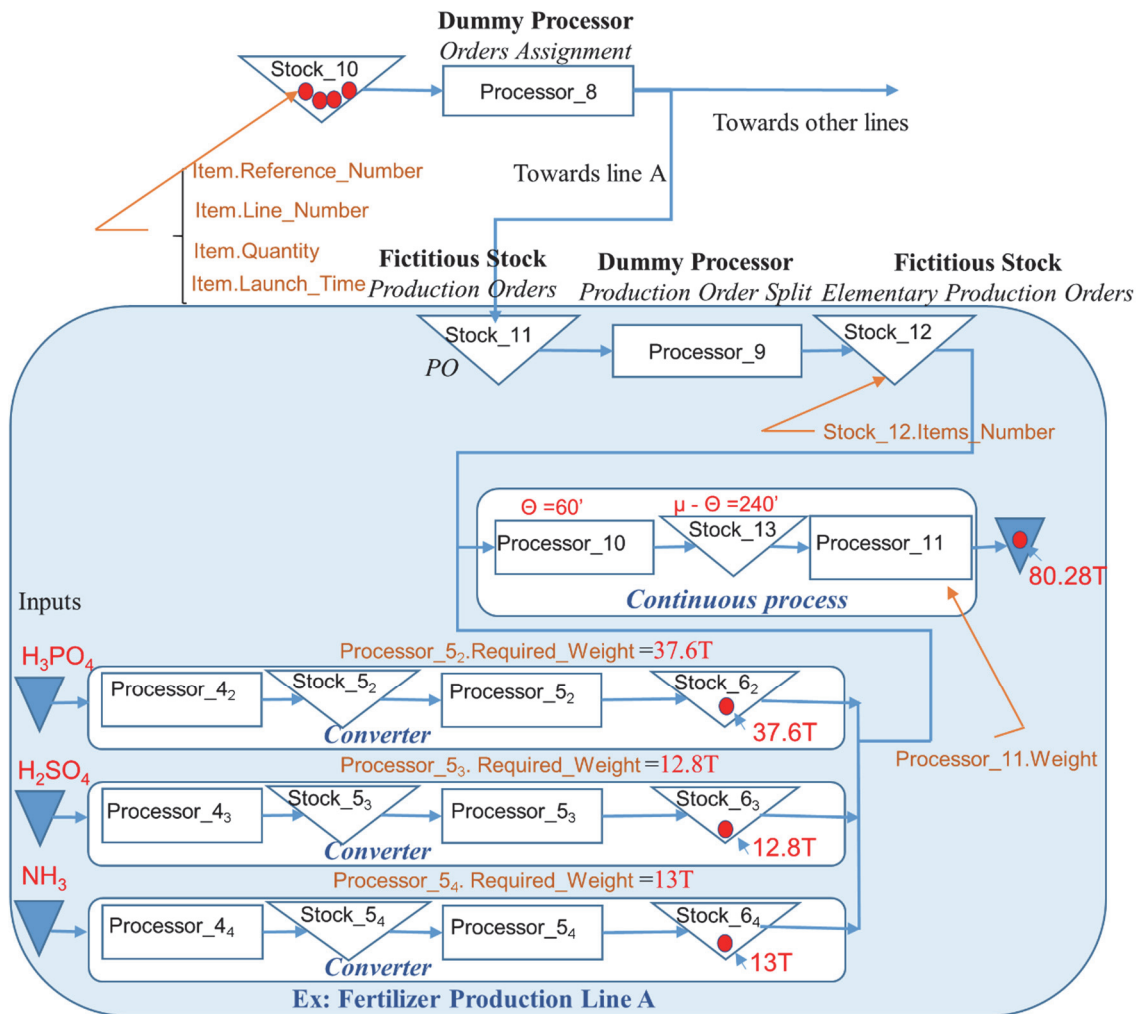 Dummy Processor
Orders Assignment
Stock_10
Processor_8
Towards other lines
Towards line A
Item.Reference_Number
Item.Line_Number
Item.Quantity
Item.Launch_Time
Fictitious Stock
Production Orders
Dummy Processor
Production Order Split
Fictitious Stock
Elementary Production Orders
Stock_11
PO
Processor_9
Stock_12
Stock_12.Items_Number
Θ =60’
μ - Θ =240’
Processor_10
Stock_13
Processor_11
80.28T
Continuous process
Inputs
Processor_5₂.Required_Weight =37.6T
H₃PO₄
Processor_4₂
Stock_5₂
Processor_5₂
Stock_6₂
37.6T
Converter
Processor_11.Weight
Processor_5₃. Required_Weight =12.8T
H₂SO₄
Processor_4₃
Stock_5₃
Processor_5₃
Stock_6₃
12.8T
Converter
Processor_5₄. Required_Weight =13T
NH₃
Processor_4₄
Stock_5₄
Processor_5₄
Stock_6₄
13T
Converter
Ex: Fertilizer Production Line A